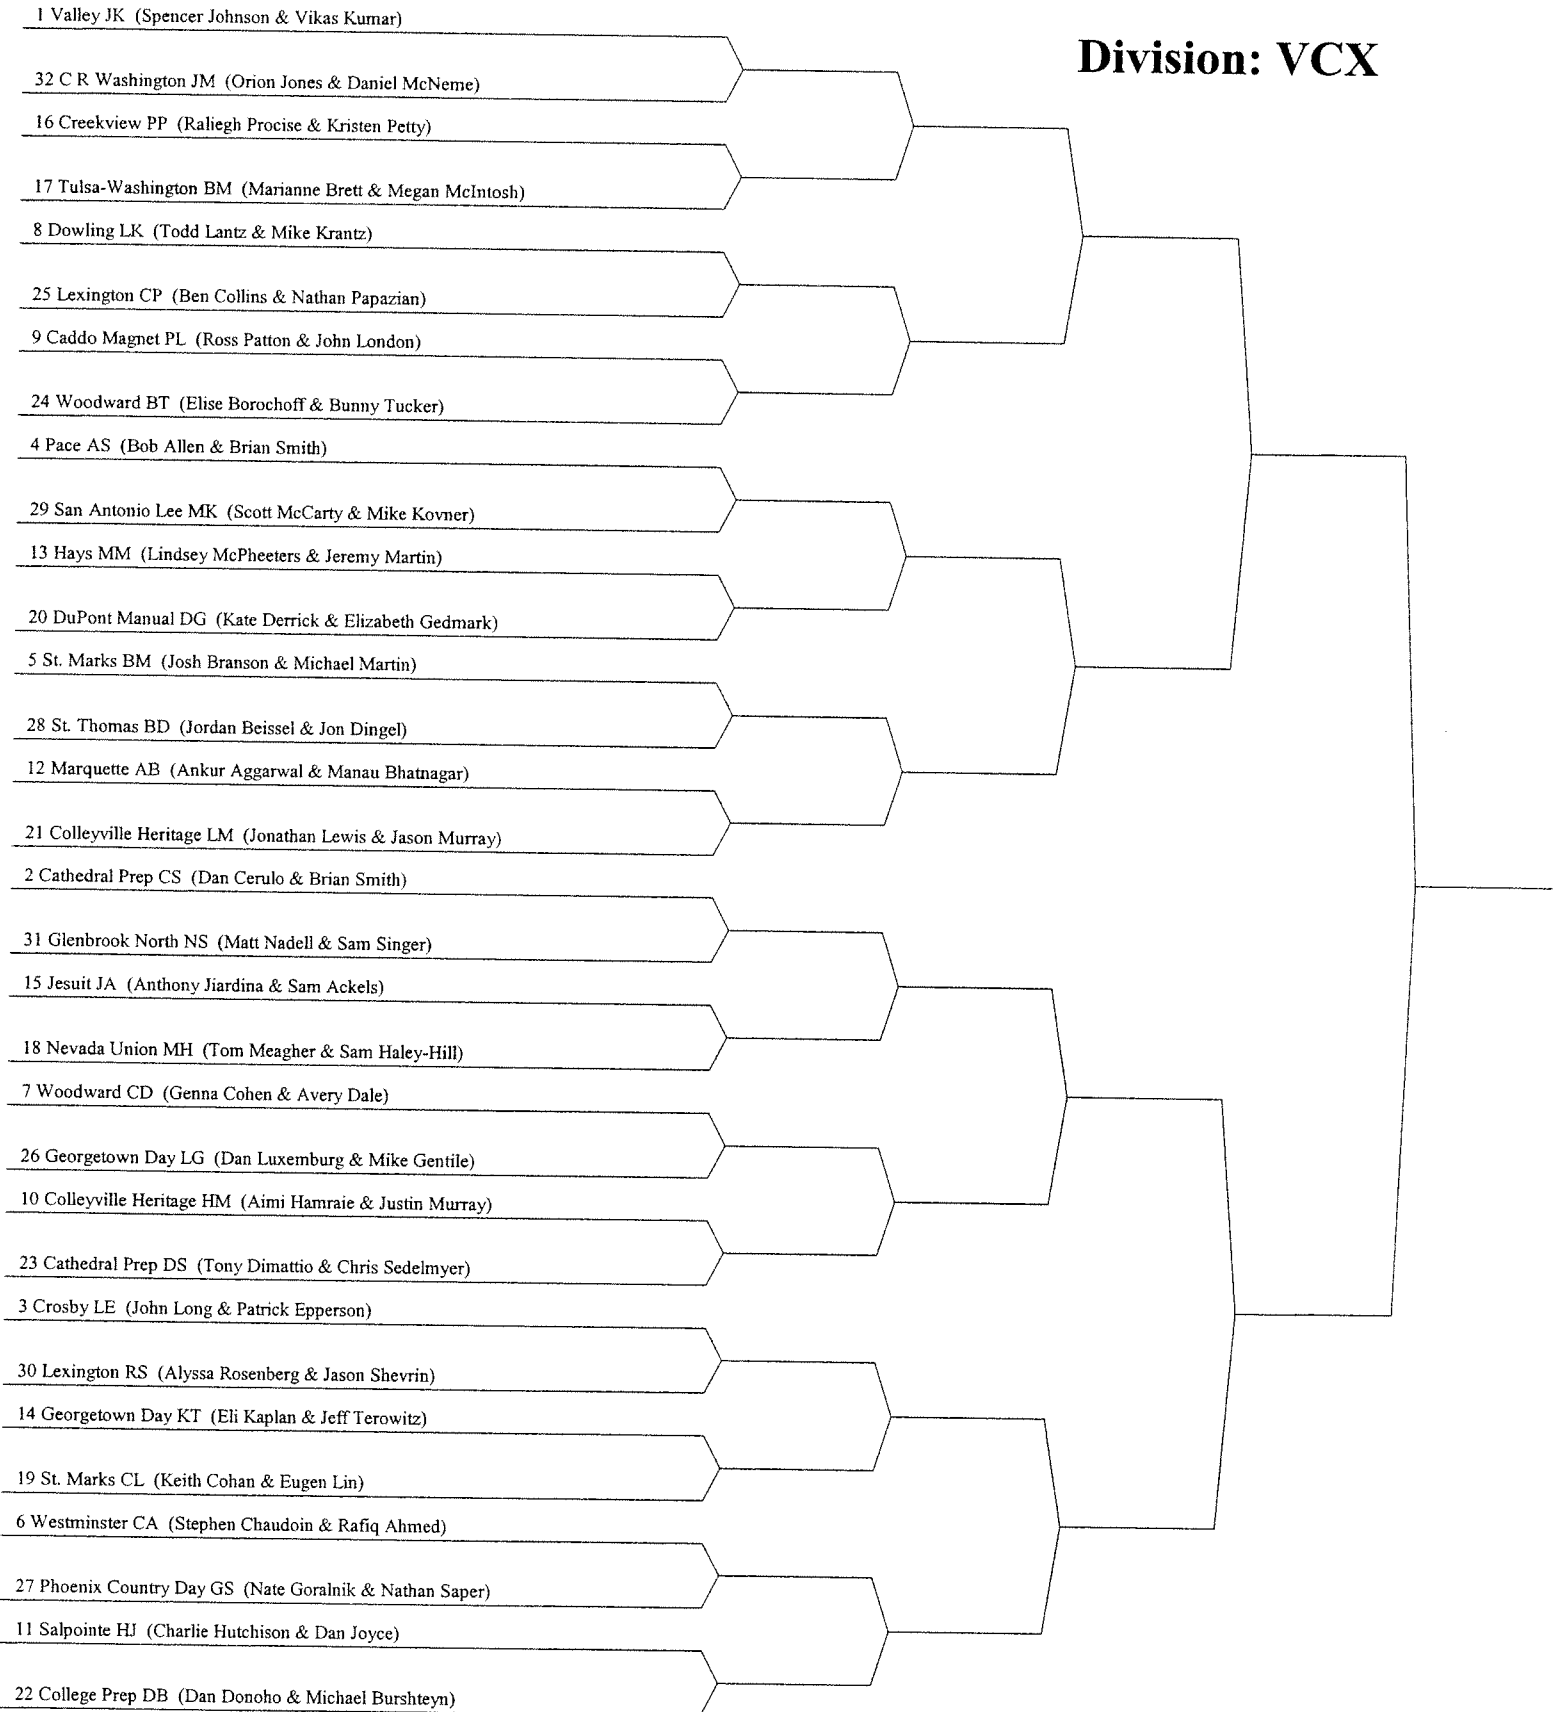 1 Valley JK (Spencer Johnson & Vikas Kumar)
Division: VCX
32 C R Washington JM (Orion Jones & Daniel McNeme)
16 Creekview PP (Raliegh Procise & Kristen Petty)
17 Tulsa-Washington BM (Marianne Brett & Megan McIntosh)
8 Dowling LK (Todd Lantz & Mike Krantz)
25 Lexington CP (Ben Collins & Nathan Papazian)
9 Caddo Magnet PL (Ross Patton & John London)
24 Woodward BT (Elise Borochoff & Bunny Tucker)
4 Pace AS (Bob Allen & Brian Smith)
29 San Antonio Lee MK (Scott McCarty & Mike Kovner)
13 Hays MM (Lindsey McPheeters & Jeremy Martin)
20 DuPont Manual DG (Kate Derrick & Elizabeth Gedmark)
5 St. Marks BM (Josh Branson & Michael Martin)
28 St. Thomas BD (Jordan Beissel & Jon Dingel)
12 Marquette AB (Ankur Aggarwal & Manau Bhatnagar)
21 Colleyville Heritage LM (Jonathan Lewis & Jason Murray)
2 Cathedral Prep CS (Dan Cerulo & Brian Smith)
31 Glenbrook North NS (Matt Nadell & Sam Singer)
15 Jesuit JA (Anthony Jiardina & Sam Ackels)
18 Nevada Union MH (Tom Meagher & Sam Haley-Hill)
7 Woodward CD (Genna Cohen & Avery Dale)
26 Georgetown Day LG (Dan Luxemburg & Mike Gentile)
10 Colleyville Heritage HM (Aimi Hamraie & Justin Murray)
23 Cathedral Prep DS (Tony Dimattio & Chris Sedelmyer)
3 Crosby LE (John Long & Patrick Epperson)
30 Lexington RS (Alyssa Rosenberg & Jason Shevrin)
14 Georgetown Day KT (Eli Kaplan & Jeff Terowitz)
19 St. Marks CL (Keith Cohan & Eugen Lin)
6 Westminster CA (Stephen Chaudoin & Rafiq Ahmed)
27 Phoenix Country Day GS (Nate Goralnik & Nathan Saper)
11 Salpointe HJ (Charlie Hutchison & Dan Joyce)
22 College Prep DB (Dan Donoho & Michael Burshteyn)